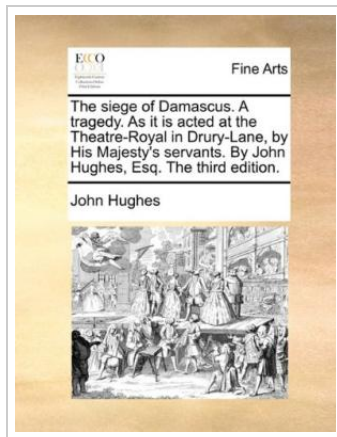 ECCO
Fine Arts
The siege of Damascus. A
tragedy. As it is acted at the
Theatre-Royal in Drury-Lane, by
His Majesty's servants. By John
Hughes, Esq. The third edition.
John Hughes